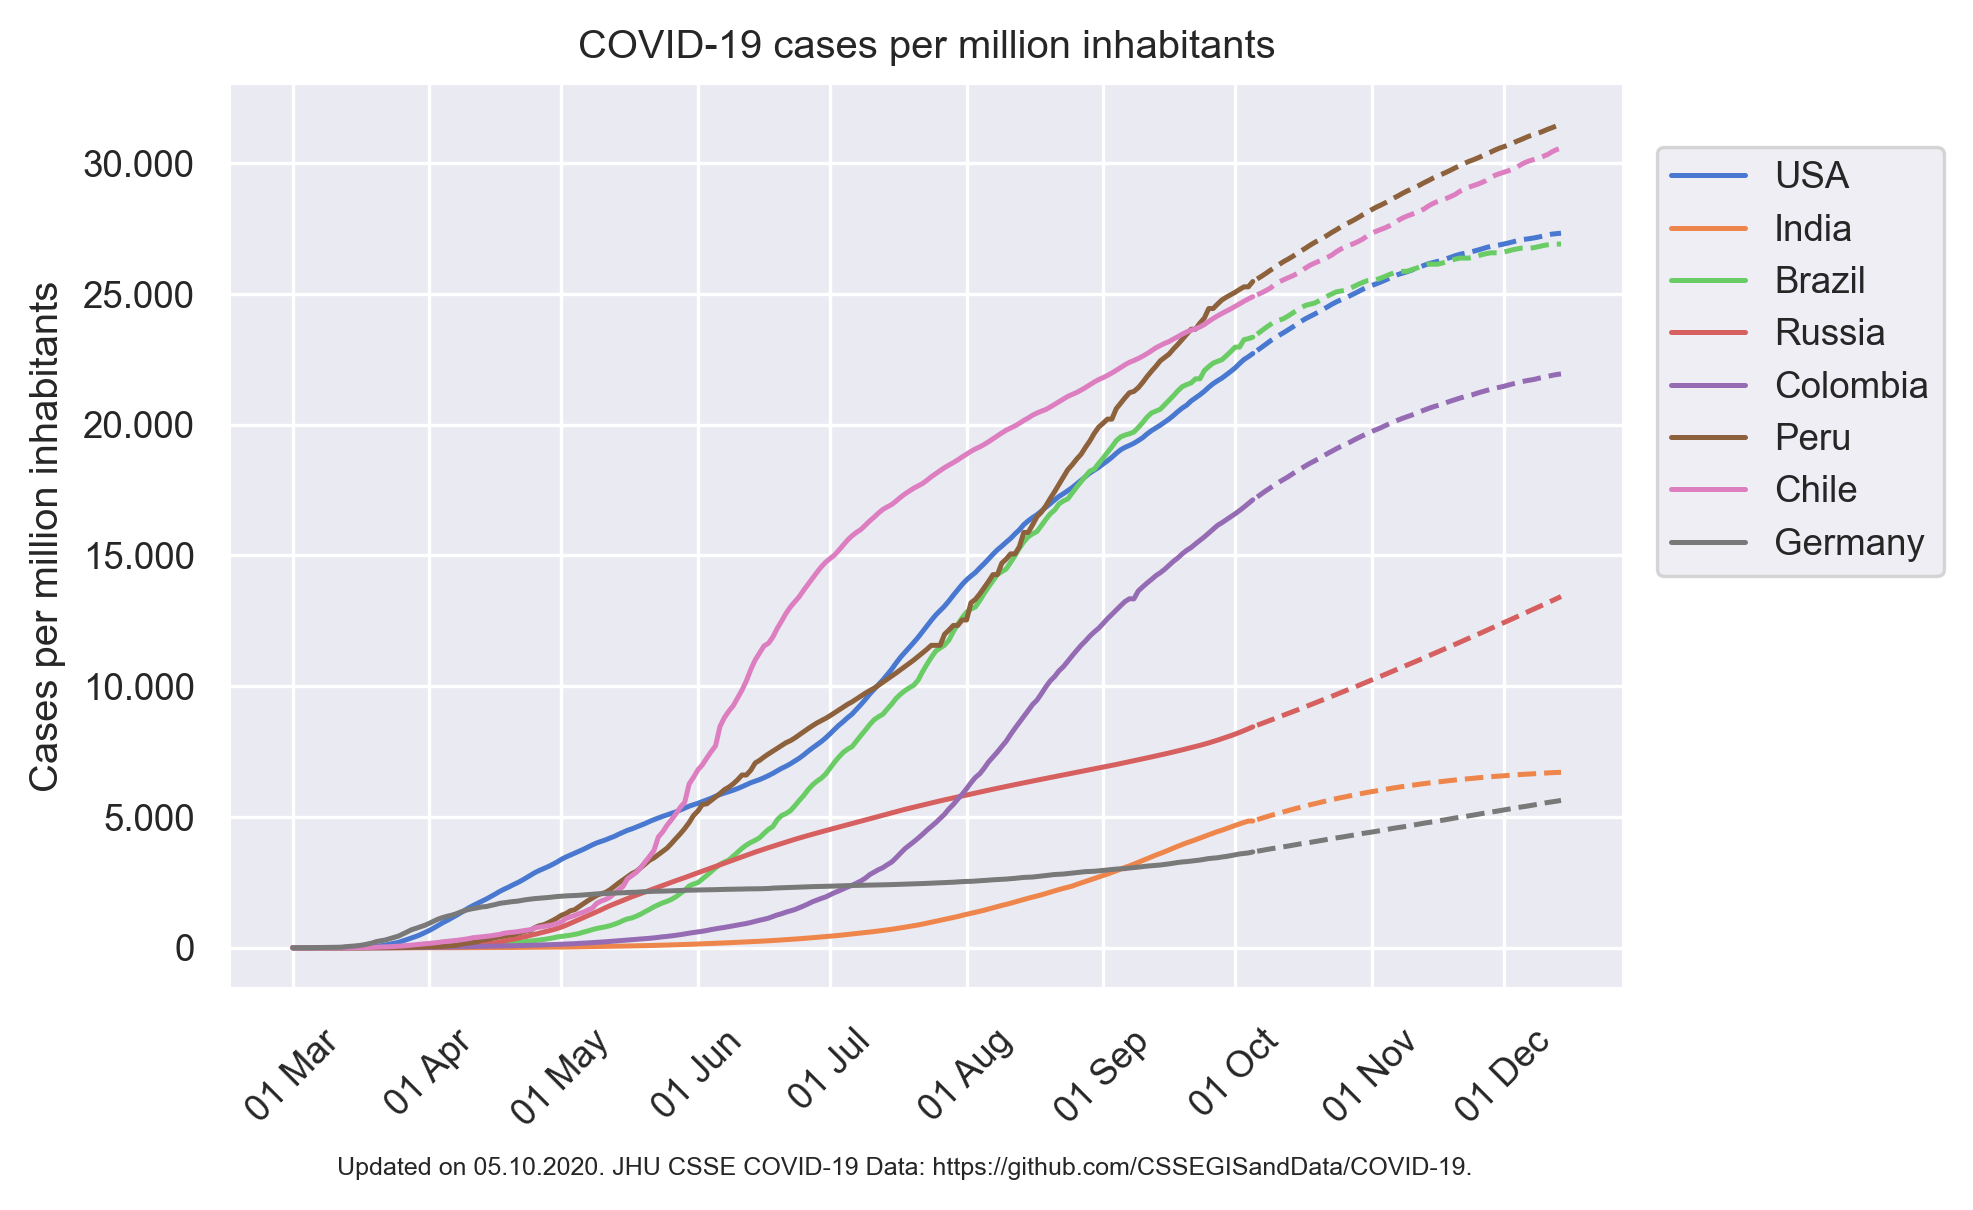 COVID-19 cases per million inhabitants
Cases per million inhabitants
30.000
25.000
20.000
15.000
10.000
5.000
0
01 Mar
01 Apr
01 May
01 Jun
01 Jul
01 Aug
01 Sep
01 Oct
01 Nov
01 Dec
USA
India
Brazil
Russia
Colombia
Peru
Chile
Germany
Updated on 05.10.2020. JHU CSSE COVID-19 Data: https://github.com/CSSEGISandData/COVID-19.